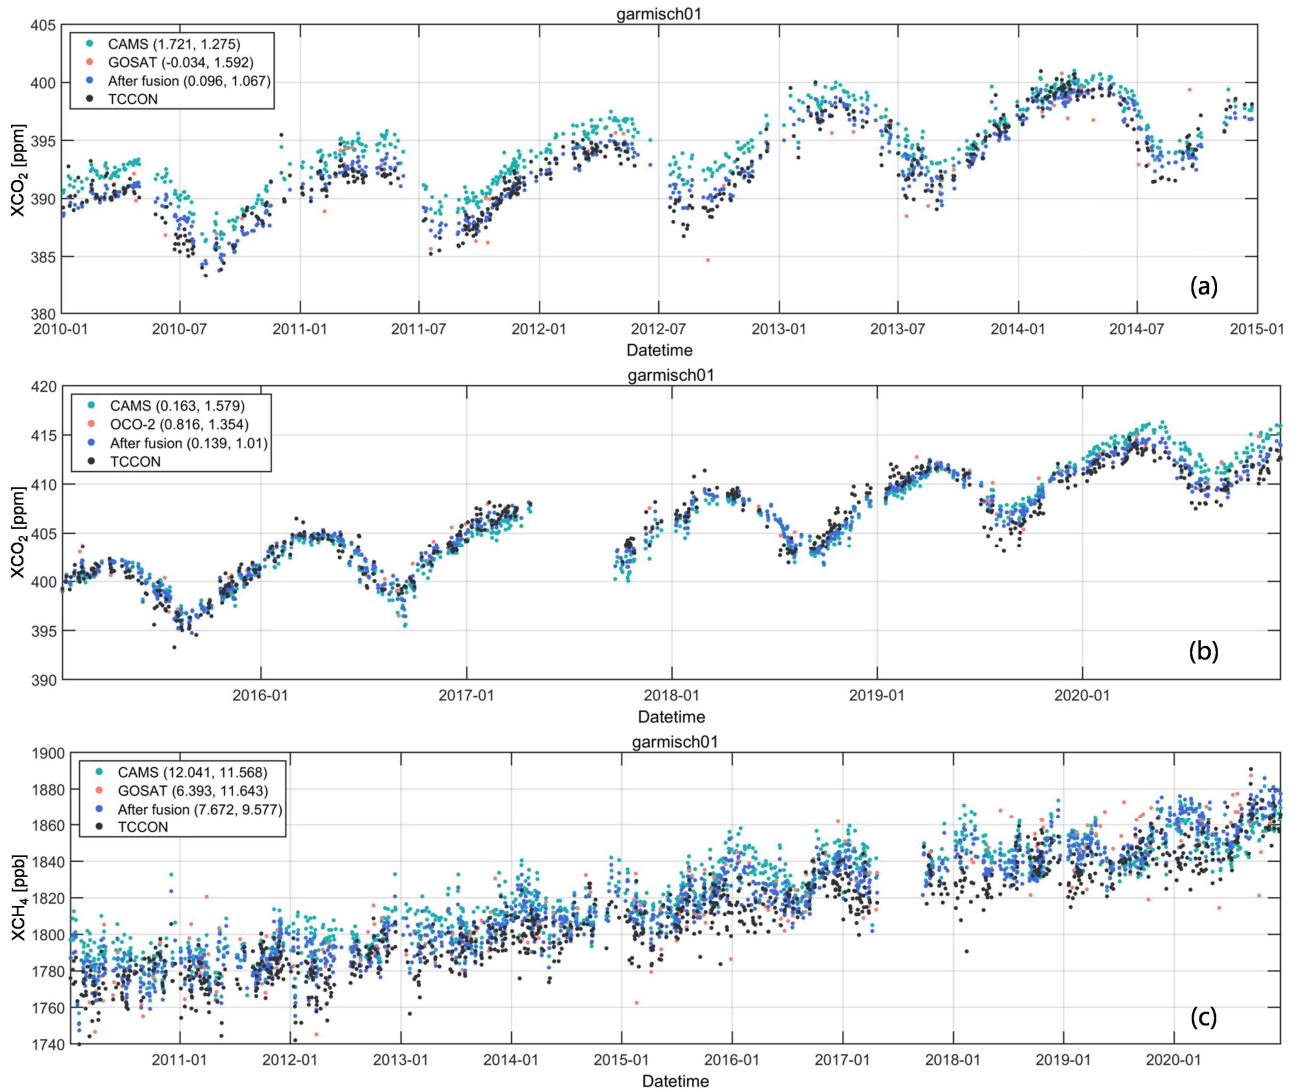 garmisch01
405
400
395
390
385
380
XCO2 [ppm]
CAMS (1.721, 1.275)
GOSAT (-0.034, 1.592)
After fusion (0.096, 1.067)
TCCON
(a)
2010-01 2010-07 2011-01 2011-07 2012-01 2012-07 2013-01 2013-07 2014-01 2014-07 2015-01
Datetime
garmisch01
420
415
410
405
400
395
390
XCO2 [ppm]
CAMS (0.163, 1.579)
OCO-2 (0.816, 1.354)
After fusion (0.139, 1.01)
TCCON
(b)
2016-01 2017-01 2018-01 2019-01 2020-01
Datetime
garmisch01
1900
1880
1860
1840
1820
1800
1780
1760
1740
XCH4 [ppb]
CAMS (12.041, 11.568)
GOSAT (6.393, 11.643)
After fusion (7.672, 9.577)
TCCON
(c)
2011-01 2012-01 2013-01 2014-01 2015-01 2016-01 2017-01 2018-01 2019-01 2020-01
Datetime